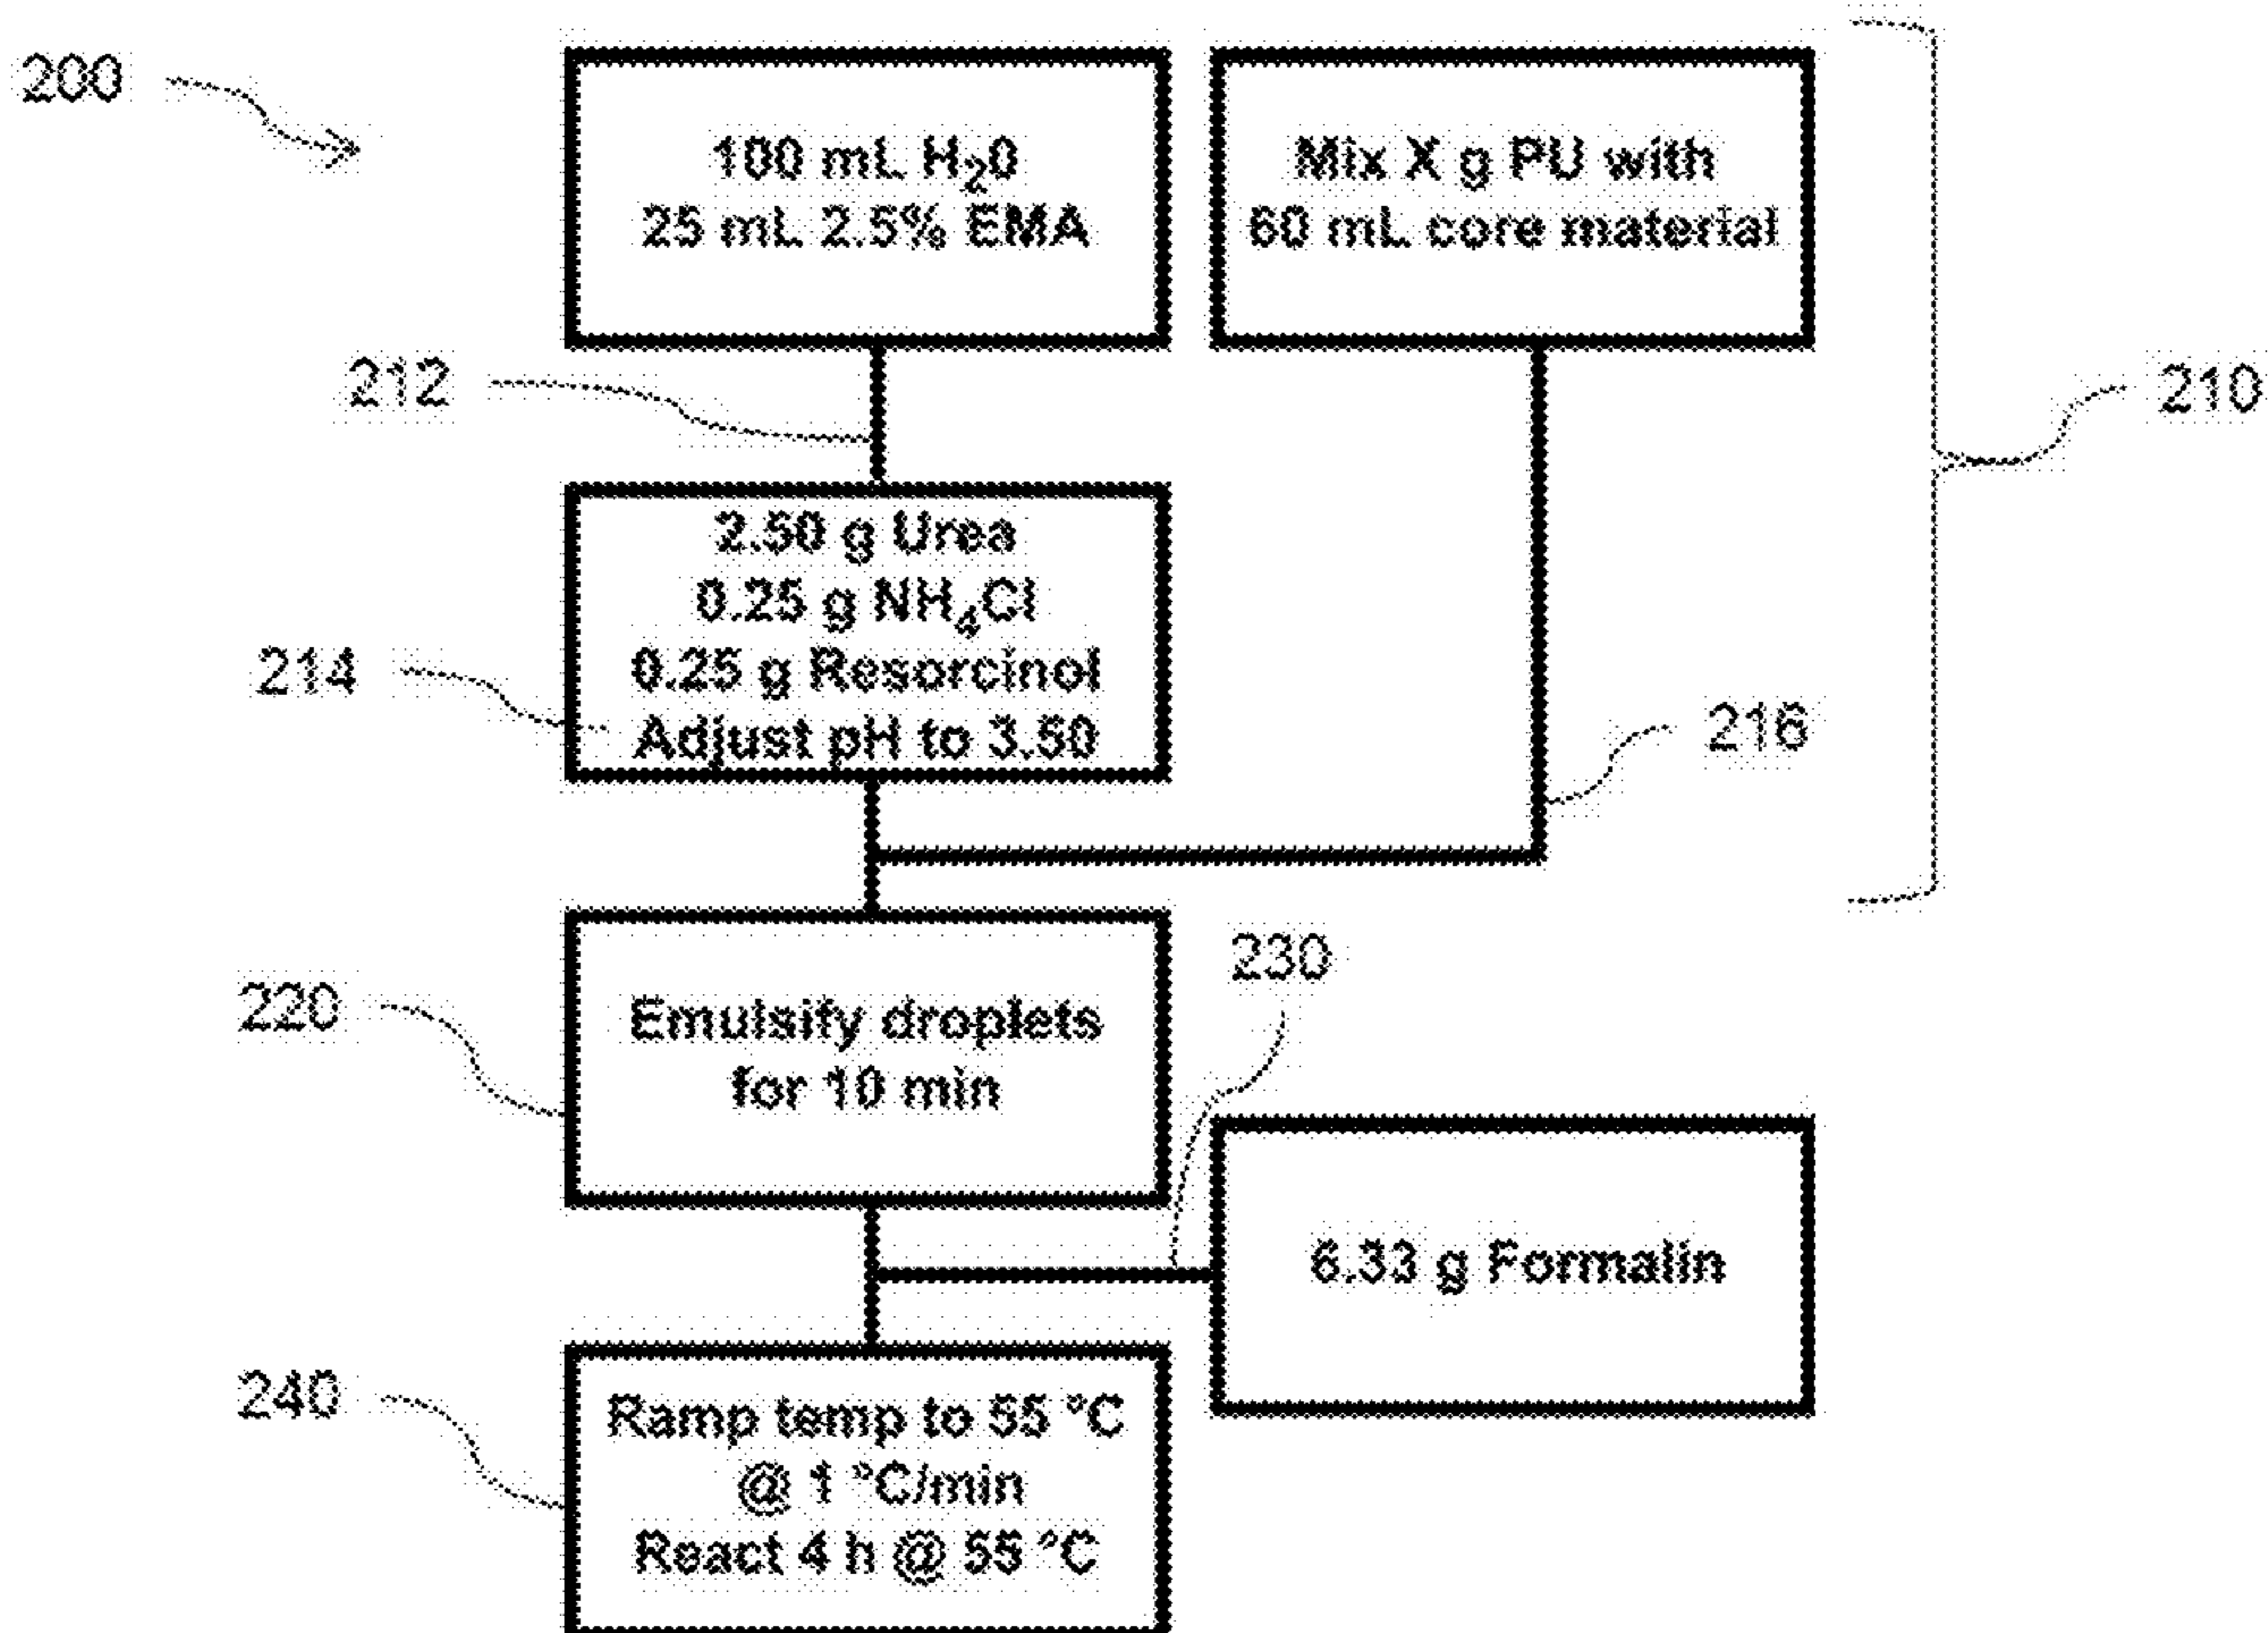 200
100 mL H₂0
25 mL 2.5% EMA
Mix X g PU with
60 mL core material
212
210
2.50 g Urea
0.25 g NH₄Cl
0.25 g Resorcinol
Adjust pH to 3.50
214
216
220
Emulsify droplets
for 10 min
230
6.33 g Formalin
240
Ramp temp to 55 °C
@ 1 °C/min
React 4 h @ 55 °C